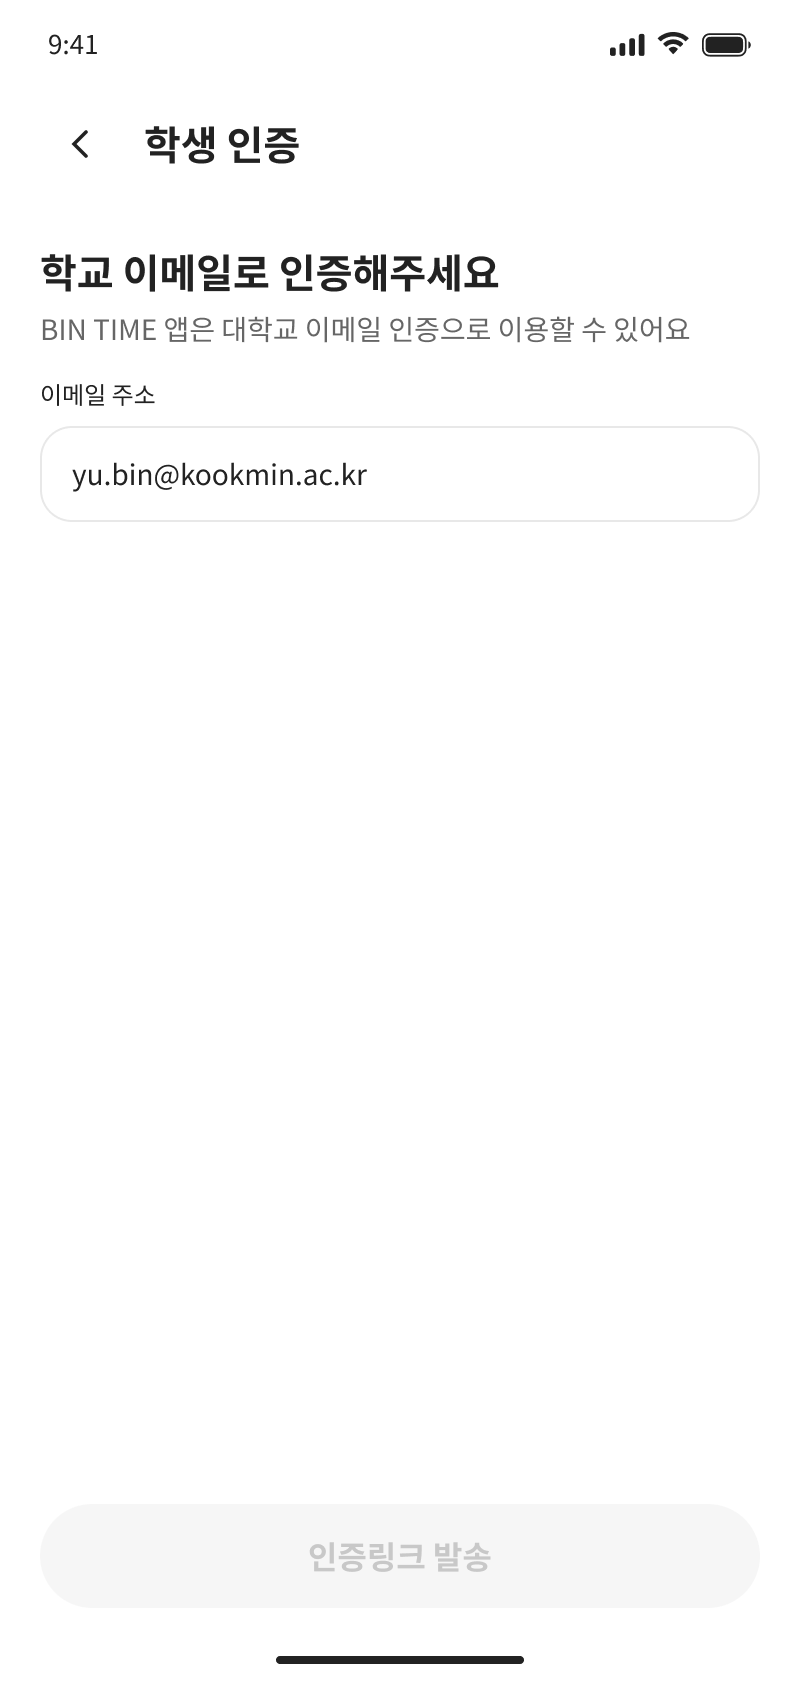 9:41
학생 인증
학교 이메일로 인증해주세요
BIN TIME 앱은 대학교 이메일 인증으로 이용할 수 있어요
이메일 주소
yu.bin@kookmin.ac.kr
인증링크 발송